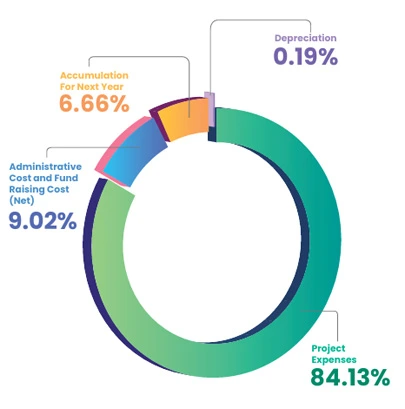 Depreciation
0.19%
Accumulation
For Next Year
6.66%
Administrative
Cost and Fund
Raising Cost
(Net)
9.02%
Project
Expenses
84.13%